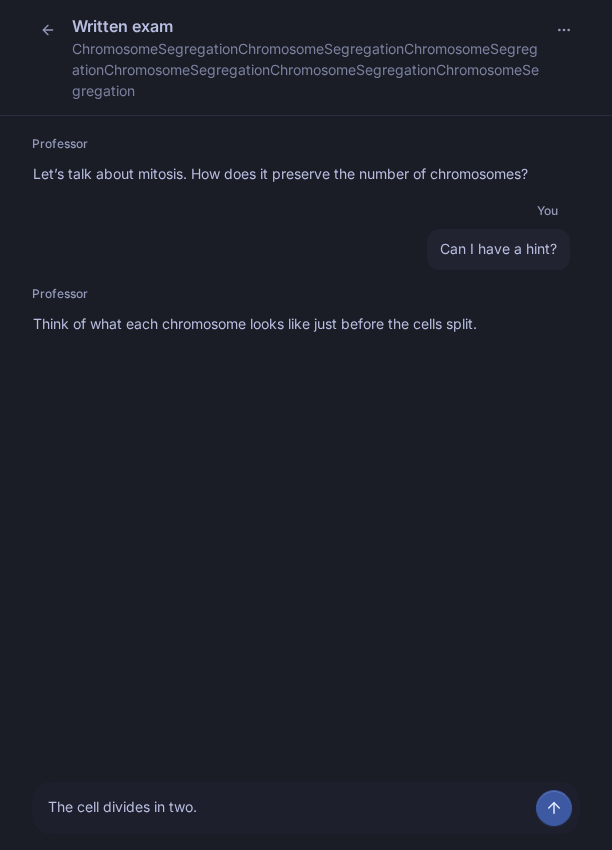 Written exam
ChromosomeSegregationChromosomeSegregationChromosomeSegreg
ationChromosomeSegregationChromosomeSegregationChromosomeSe
gregation
Professor
Let’s talk about mitosis. How does it preserve the number of chromosomes?
You
Can I have a hint?
Professor
Think of what each chromosome looks like just before the cells split.
The cell divides in two.